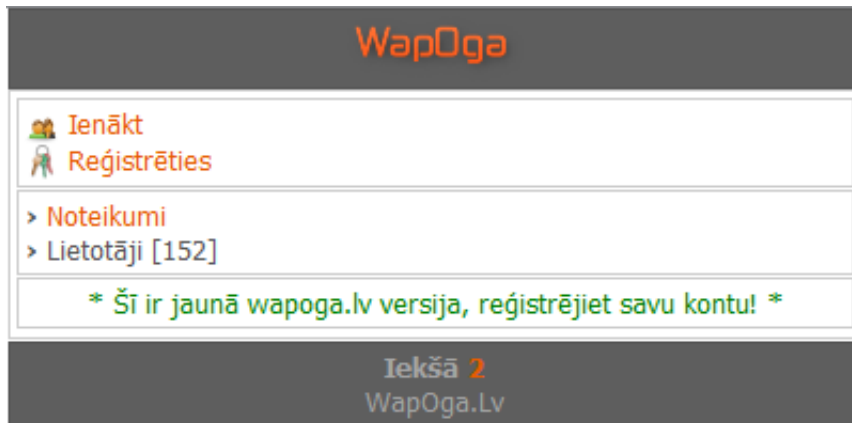 WapOga
Ienākt
Reģistrēties
› Noteikumi
› Lietotāji [152]
* Šī ir jaunā wapoga.lv versija, reģistrējiet savu kontu! *
Iekšā 2
WapOga.Lv